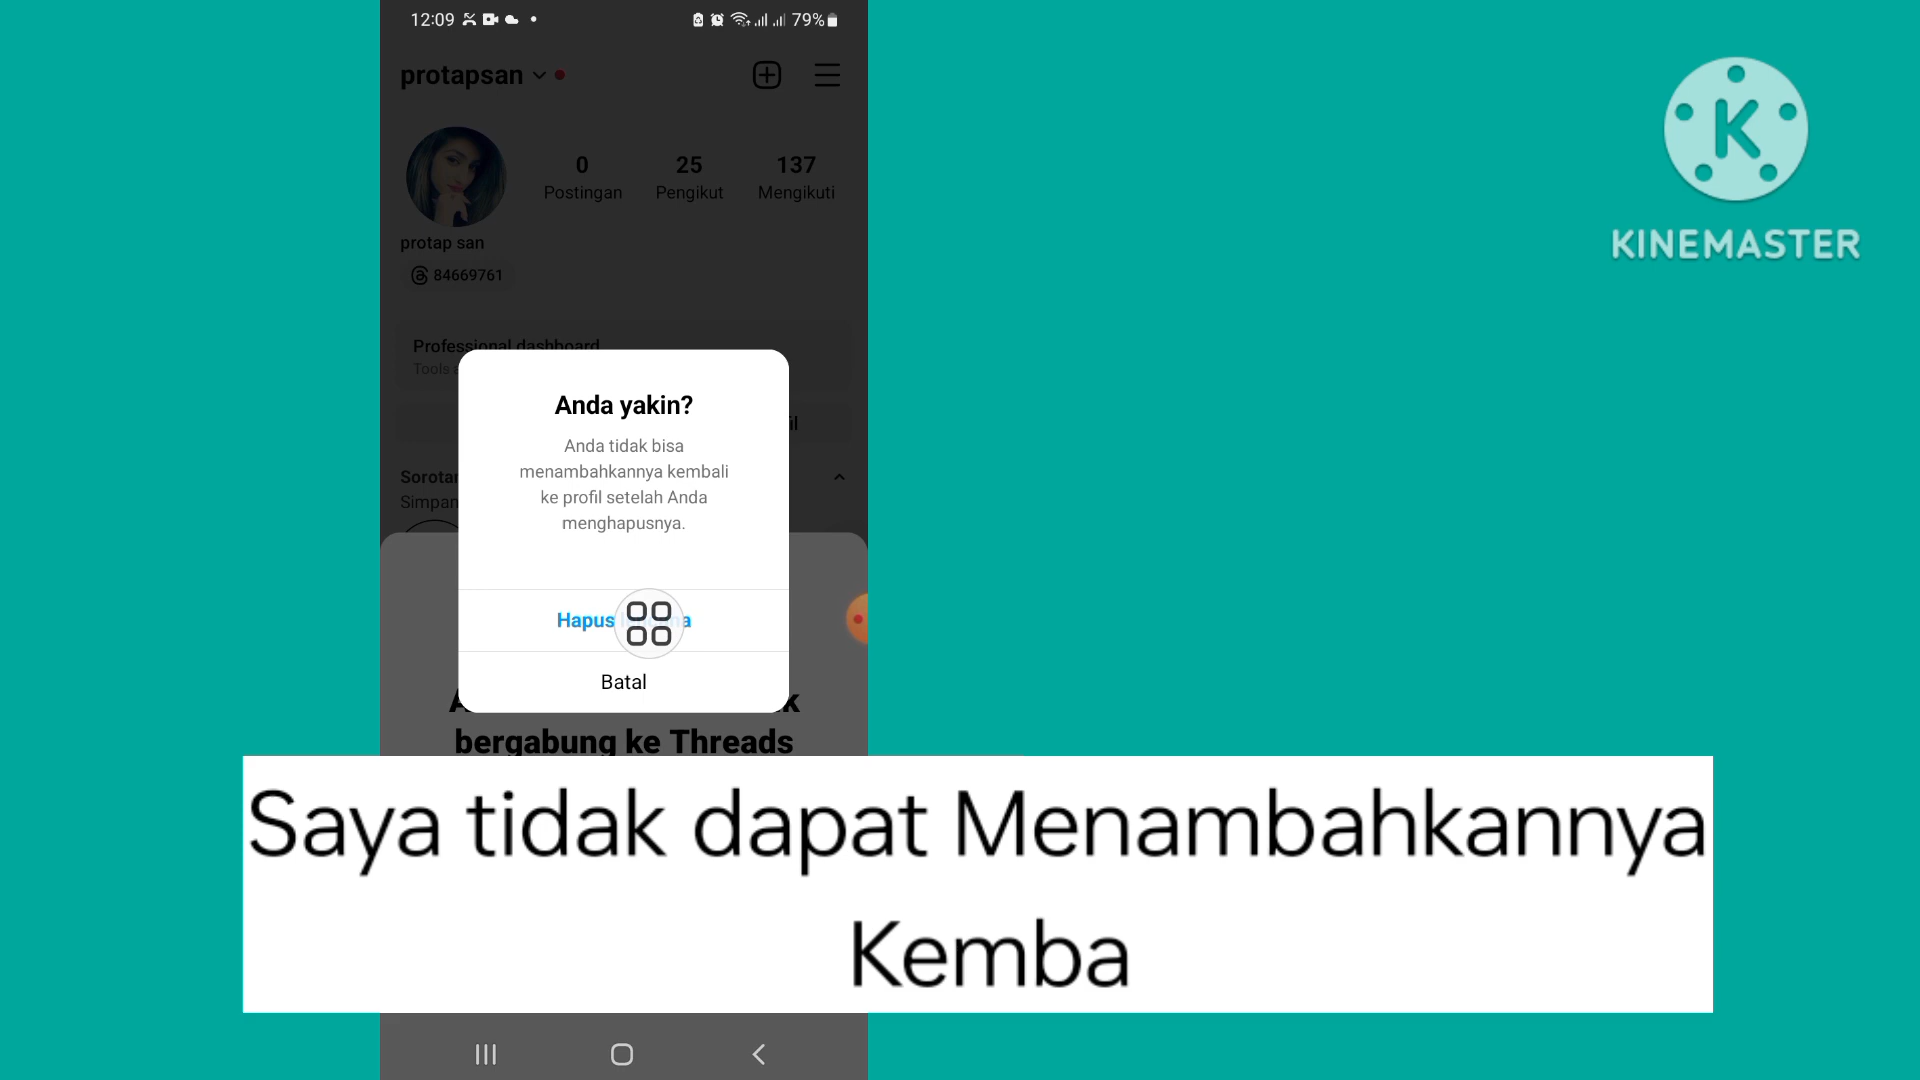 12:09
79%
protapsan
0 25 137
Postingan Pengikut Mengikuti
protap san
84669761
Professional dashboard
Tools
Anda yakin?
Anda tidak bisa
menambahkannya kembali
ke profil setelah Anda
menghapusnya.
Simpan
Hapus
Batal
bergabung ke Threads
Saya tidak dapat Menambahkannya
Kemba
K
KINEMASTER